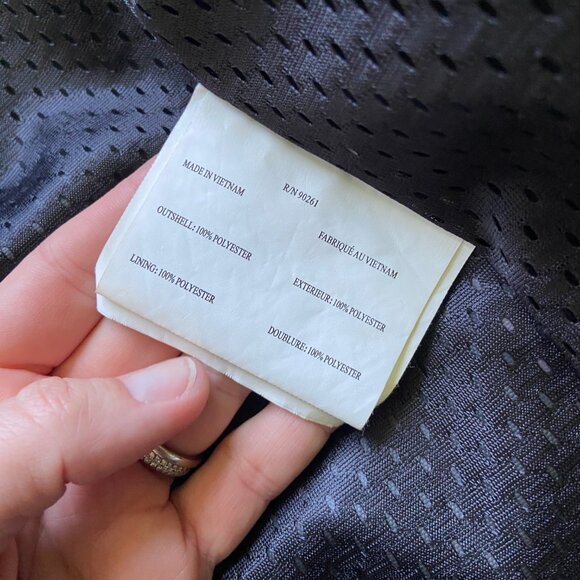 MADE IN VIETNAM
R/N 90261
OUTSHELL: 100% POLYESTER
LINING: 100% POLYESTER
FABRIQUÉ AU VIETNAM
EXTERIEUR: 100% POLYESTER
DOUBLURE: 100% POLYESTER